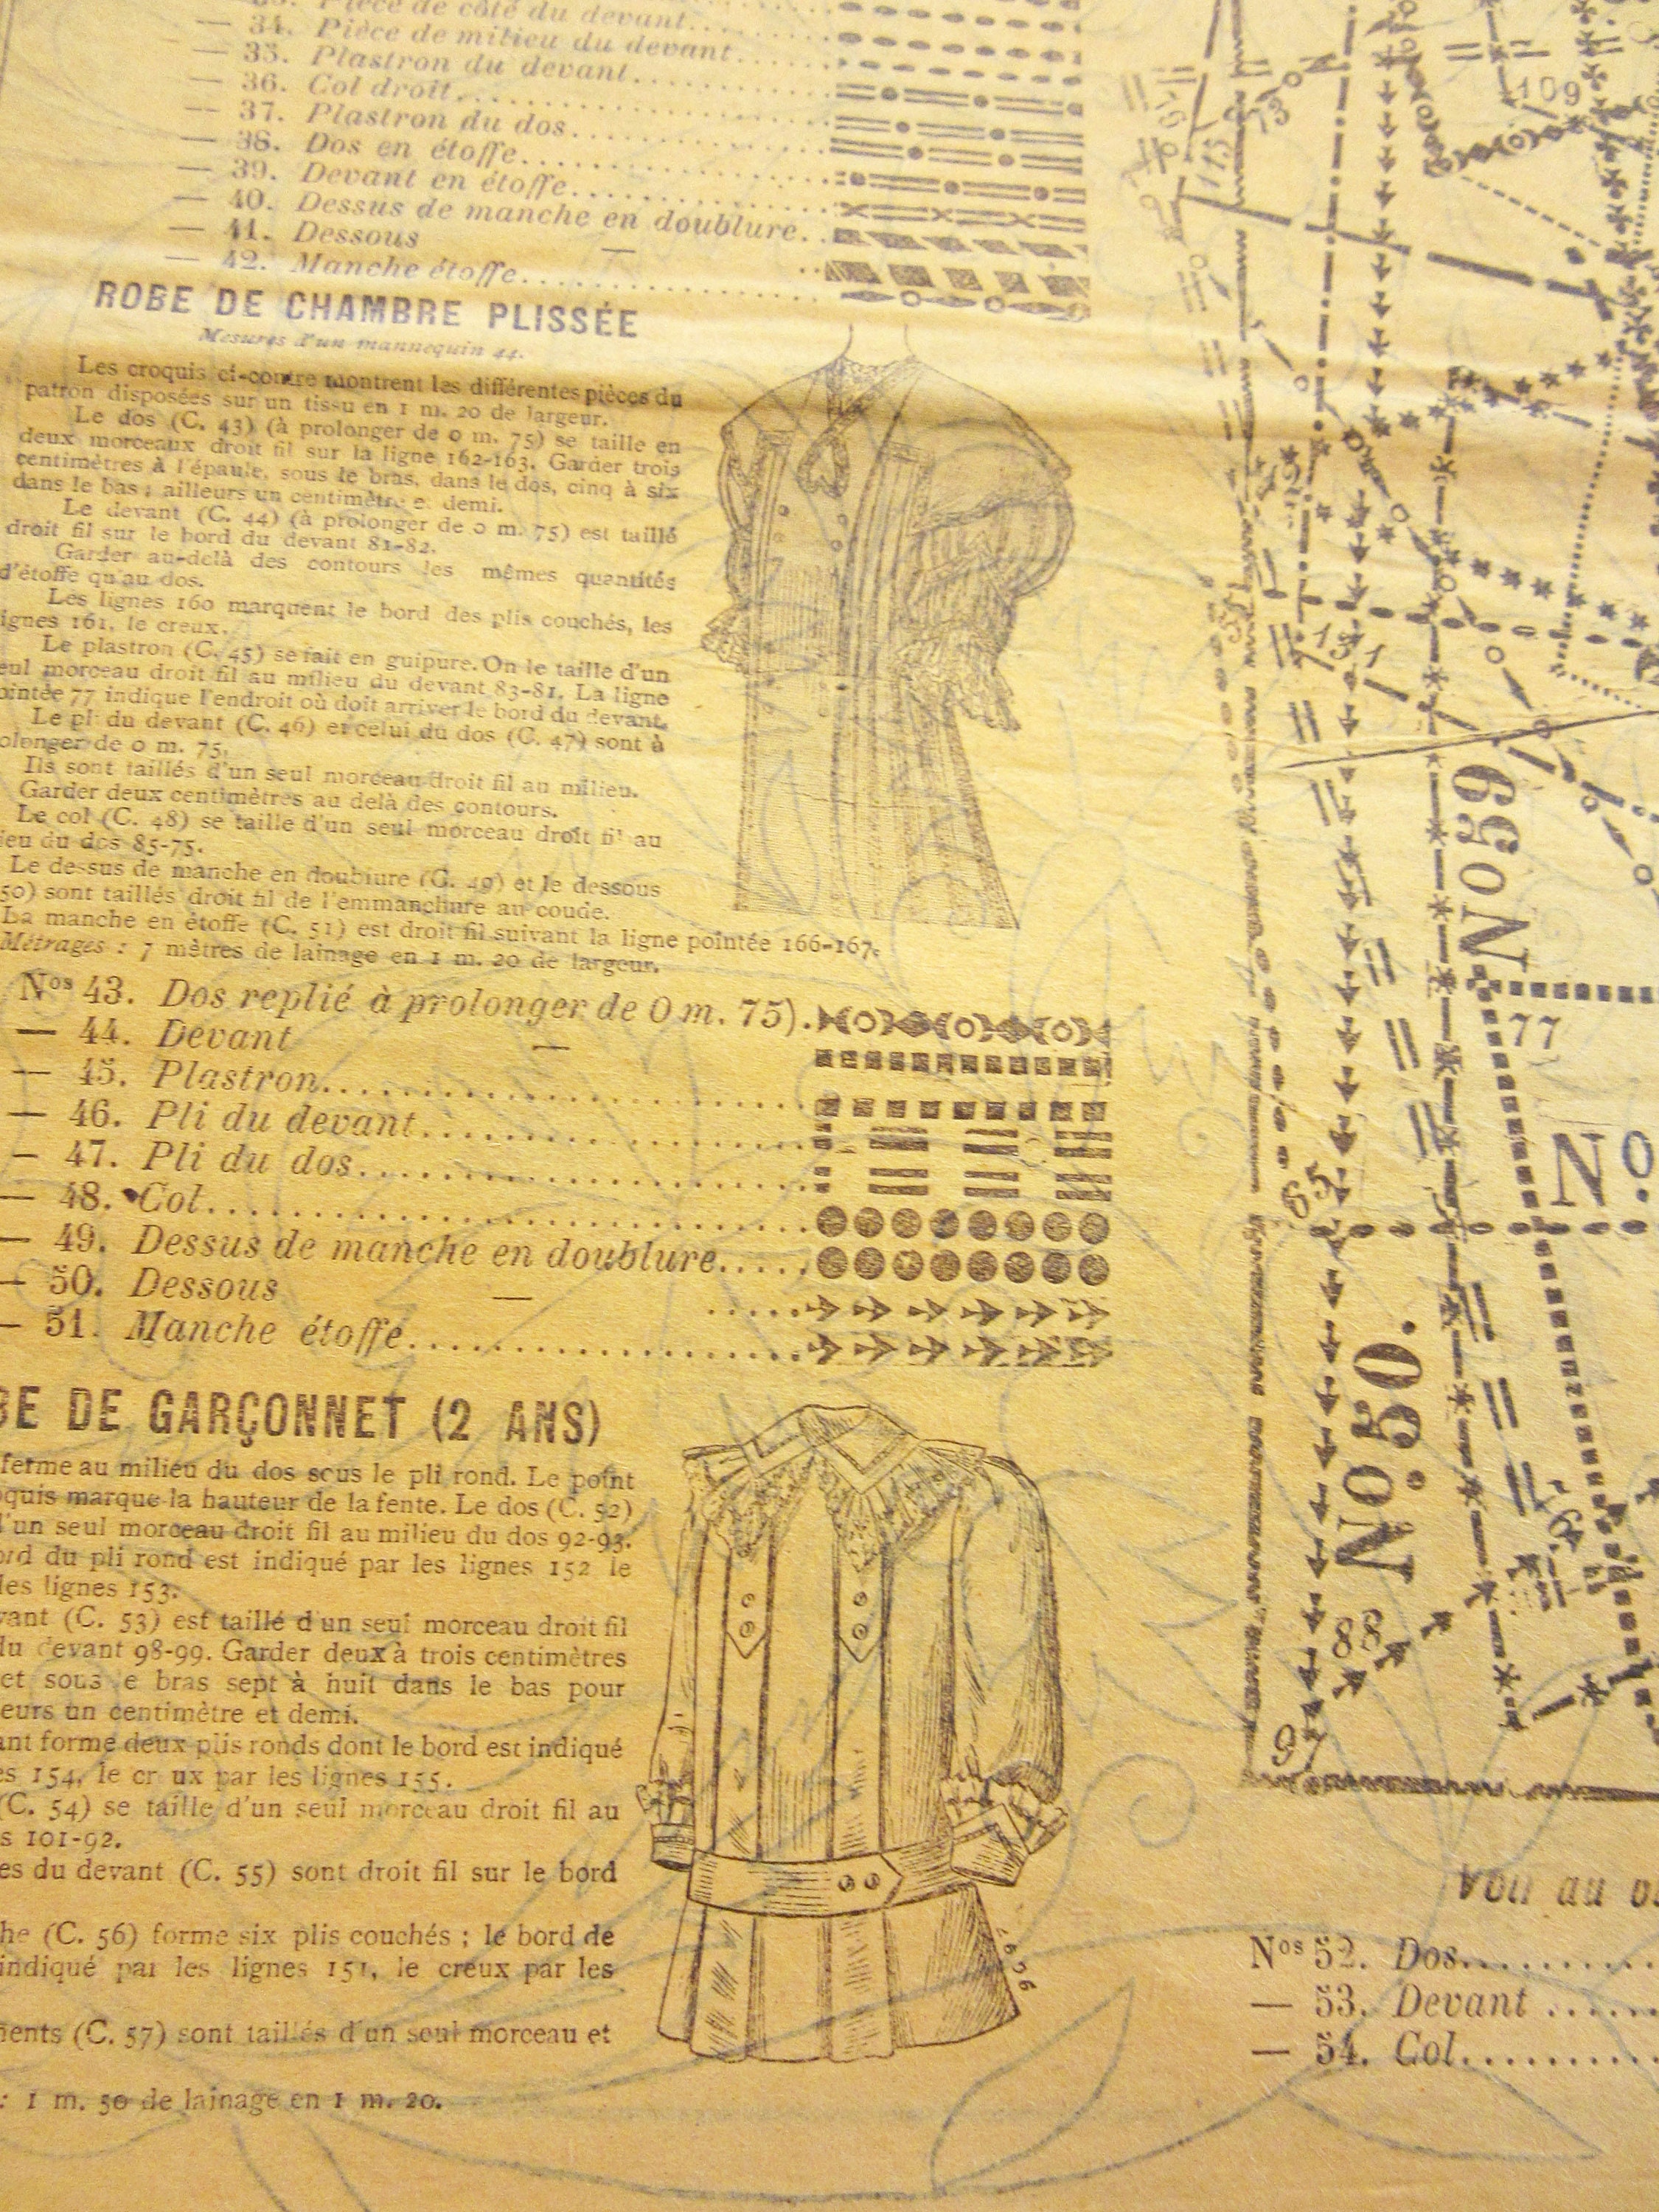 Pièce de côté du devant
— 34. Pièce de milieu du devant
— 35. Plastron du devant
— 36. Col droit
— 37. Plastron du dos
— 38. Dos en étoffe
— 39. Devant en étoffe
— 40. Dessus de manche en doublure
— 41. Dessous —
— 42. Manche étoffe
ROBE DE CHAMBRE PLISSÉE
Mesures d'un mannequin 44.
Les croquis ci-contre montrent les différentes pièces du
patron disposées sur un tissu en 1 m. 20 de largeur.
Le dos (C. 43) (à prolonger de 0 m. 75) se taille en
deux morceaux droit fil sur la ligne 162-163. Garder trois
centimètres à l'épaule, sous le bras, dans le dos, cinq à six
dans le bas ; ailleurs un centimètre e demi.
Le devant (C. 44) (à prolonger de 0 m. 75) est taillé
droit fil sur le bord du devant 81-82.
Garder au-delà des contours les mêmes quantités
d'étoffe qu'au dos.
Les lignes 160 marquent le bord des plis couchés, les
ignes 161, le creux.
Le plastron (C. 45) se fait en guipure. On le taille d'un
eul morceau droit fil au milieu du devant 83-81. La ligne
ointée 77 indique l'endroit où doit arriver le bord du devant.
Le pli du devant (C. 46) et celui du dos (C. 47) sont à
olonger de 0 m. 75.
Ils sont taillés d'un seul morceau droit fil au milieu.
Garder deux centimètres au delà des contours.
Le col (C. 48) se taille d'un seul morceau droit fil au
ieu du dos 85-75.
Le dessus de manche en doublure (C. 49) et le dessous
50) sont taillés droit fil de l'emmanchure au coude.
La manche en étoffe (C. 51) est droit fil suivant la ligne pointée 166-167.
Métrages : 7 mètres de lainage en 1 m. 20 de largeur.
Nos 43. Dos replié à prolonger de 0 m. 75).
— 44. Devant —
— 45. Plastron
— 46. Pli du devant
— 47. Pli du dos
— 48. Col
— 49. Dessus de manche en doublure
— 50. Dessous —
— 51. Manche étoffe
BE DE GARÇONNET (2 ANS)
ferme au milieu du dos sous le pli rond. Le point
oquis marque la hauteur de la fente. Le dos (C. 52)
d'un seul morceau droit fil au milieu du dos 92-93.
ord du pli rond est indiqué par les lignes 152 le
les lignes 153.
vant (C. 53) est taillé d'un seul morceau droit fil
du devant 98-99. Garder deux à trois centimètres
et sous le bras sept à huit dans le bas pour
eurs un centimètre et demi.
ant forme deux plis ronds dont le bord est indiqué
es 154, le cr ux par les lignes 155.
(C. 54) se taille d'un seul morceau droit fil au
s 101-92.
es du devant (C. 55) sont droit fil sur le bord
he (C. 56) forme six plis couchés ; le bord de
indiqué par les lignes 151, le creux par les
ments (C. 57) sont taillés d'un seul morceau et
: 1 m. 50 de lainage en 1 m. 20.
109
73
175
131
No59
77
No.
65
No.50.
88
97
Nos 52. Dos
— 53. Devant
— 54. Col